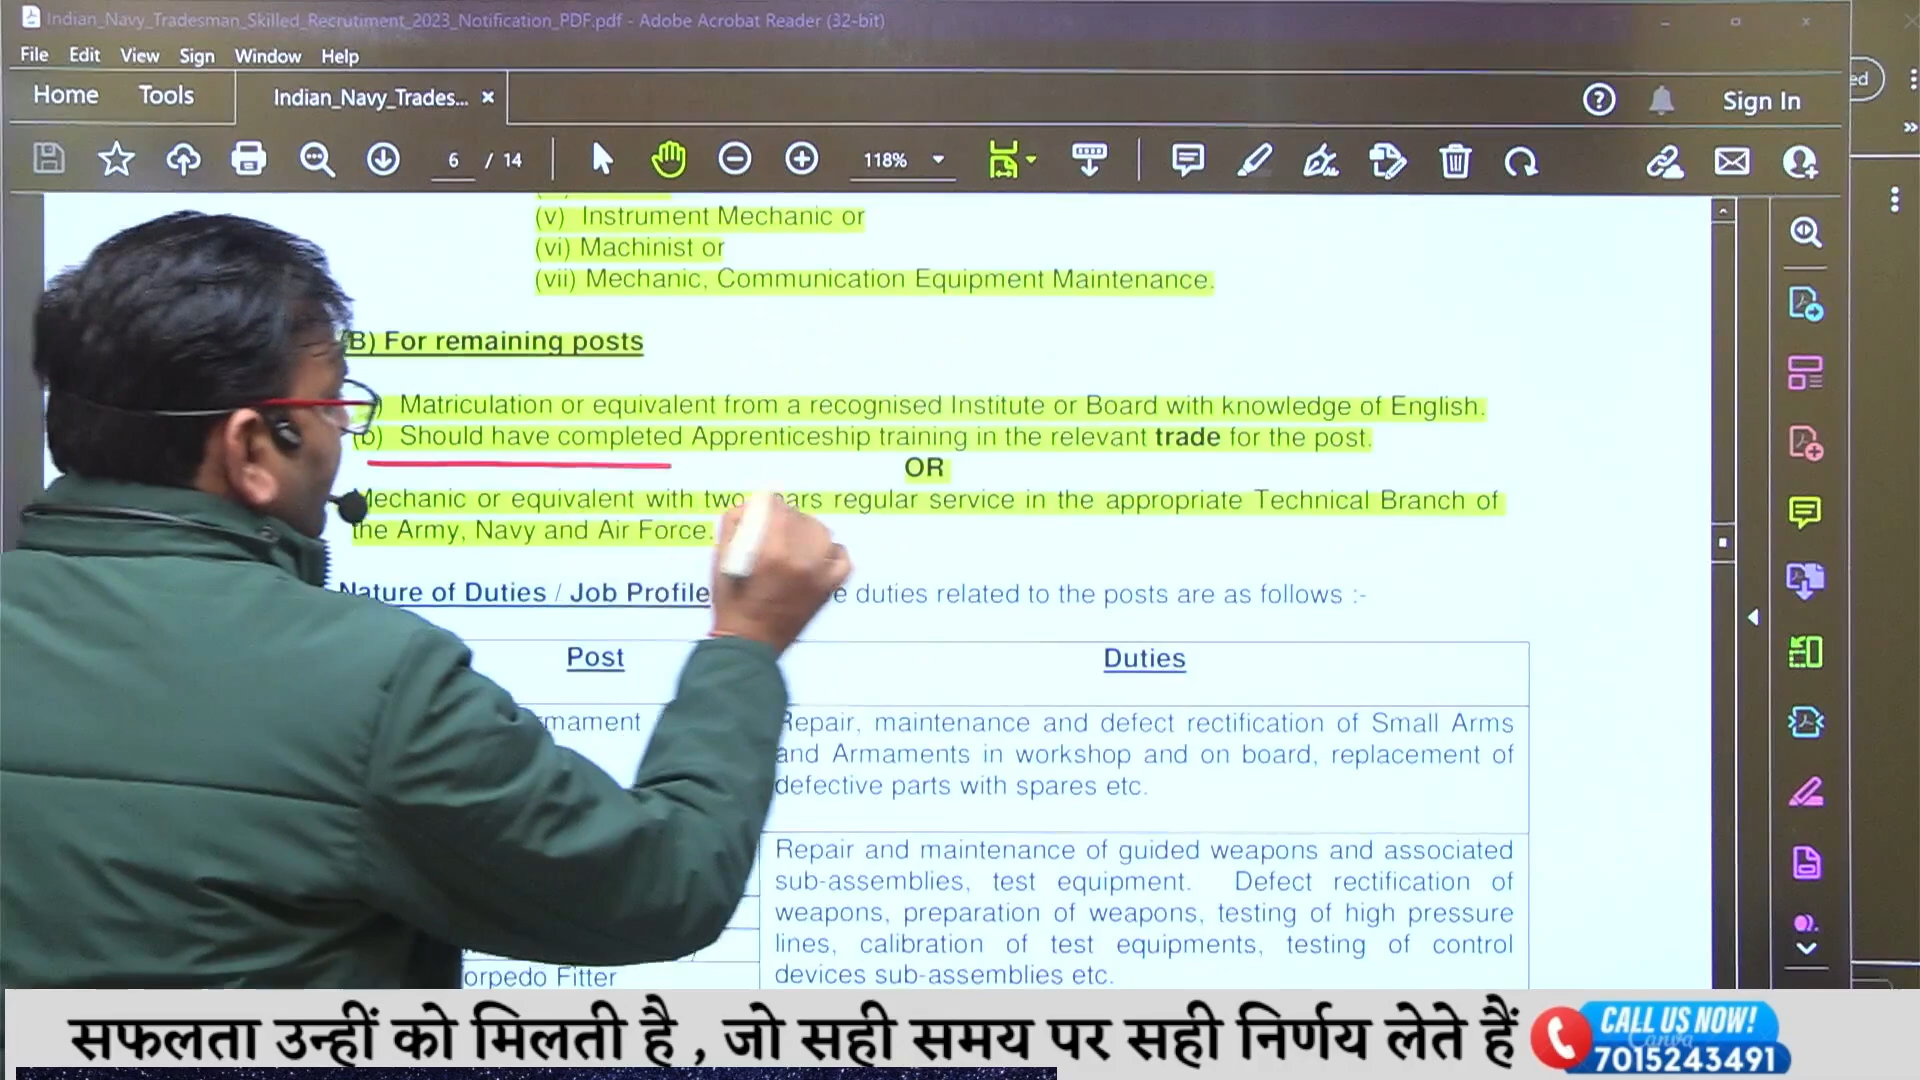 Indian_Navy_Tradesman_Skilled_Recrutiment_2023_Notification_PDF.pdf - Adobe Acrobat Reader (32-bit)
File Edit View Sign Window Help
Home Tools Indian_Navy_Trades... × Sign In
6 / 14 118%
(v) Instrument Mechanic or
(vi) Machinist or
(vii) Mechanic, Communication Equipment Maintenance.
B) For remaining posts
Matriculation or equivalent from a recognised Institute or Board with knowledge of English.
(b) Should have completed Apprenticeship training in the relevant trade for the post.
OR
Mechanic or equivalent with two years regular service in the appropriate Technical Branch of
the Army, Navy and Air Force.
Nature of Duties / Job Profile duties related to the posts are as follows :-
Post Duties
Repair, maintenance and defect rectification of Small Arms
and Armaments in workshop and on board, replacement of
defective parts with spares etc.
Repair and maintenance of guided weapons and associated
sub-assemblies, test equipment. Defect rectification of
weapons, preparation of weapons, testing of high pressure
lines, calibration of test equipments, testing of control
devices sub-assemblies etc.
orpedo Fitter
सफलता उन्हीं को मिलती है , जो सही समय पर सही निर्णय लेते हैं
CALL US NOW!
Canva
7015243491